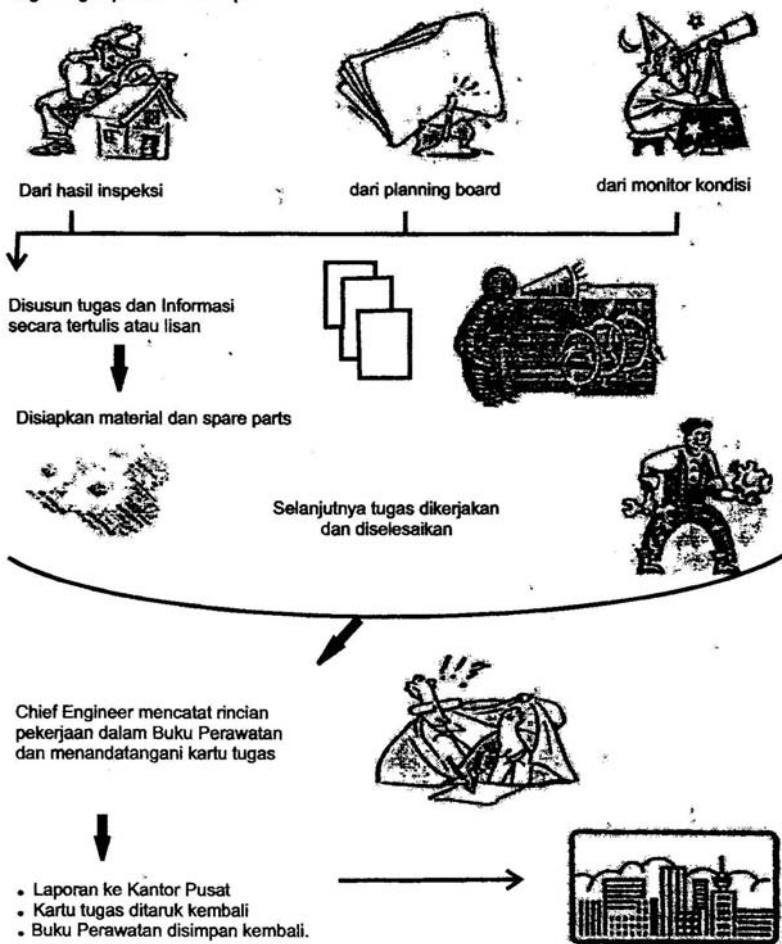 Dari hasil inspeksi
dari planning board
dari monitor kondisi
Disusun tugas dan Informasi
secara tertulis atau lisan
Disiapkan material dan spare parts
Selanjutnya tugas dikerjakan
dan diselesaikan
!!?
Chief Engineer mencatat rincian
pekerjaan dalam Buku Perawatan
dan menandatangani kartu tugas
• Laporan ke Kantor Pusat
• Kartu tugas ditaruk kembali
• Buku Perawatan disimpan kembali.